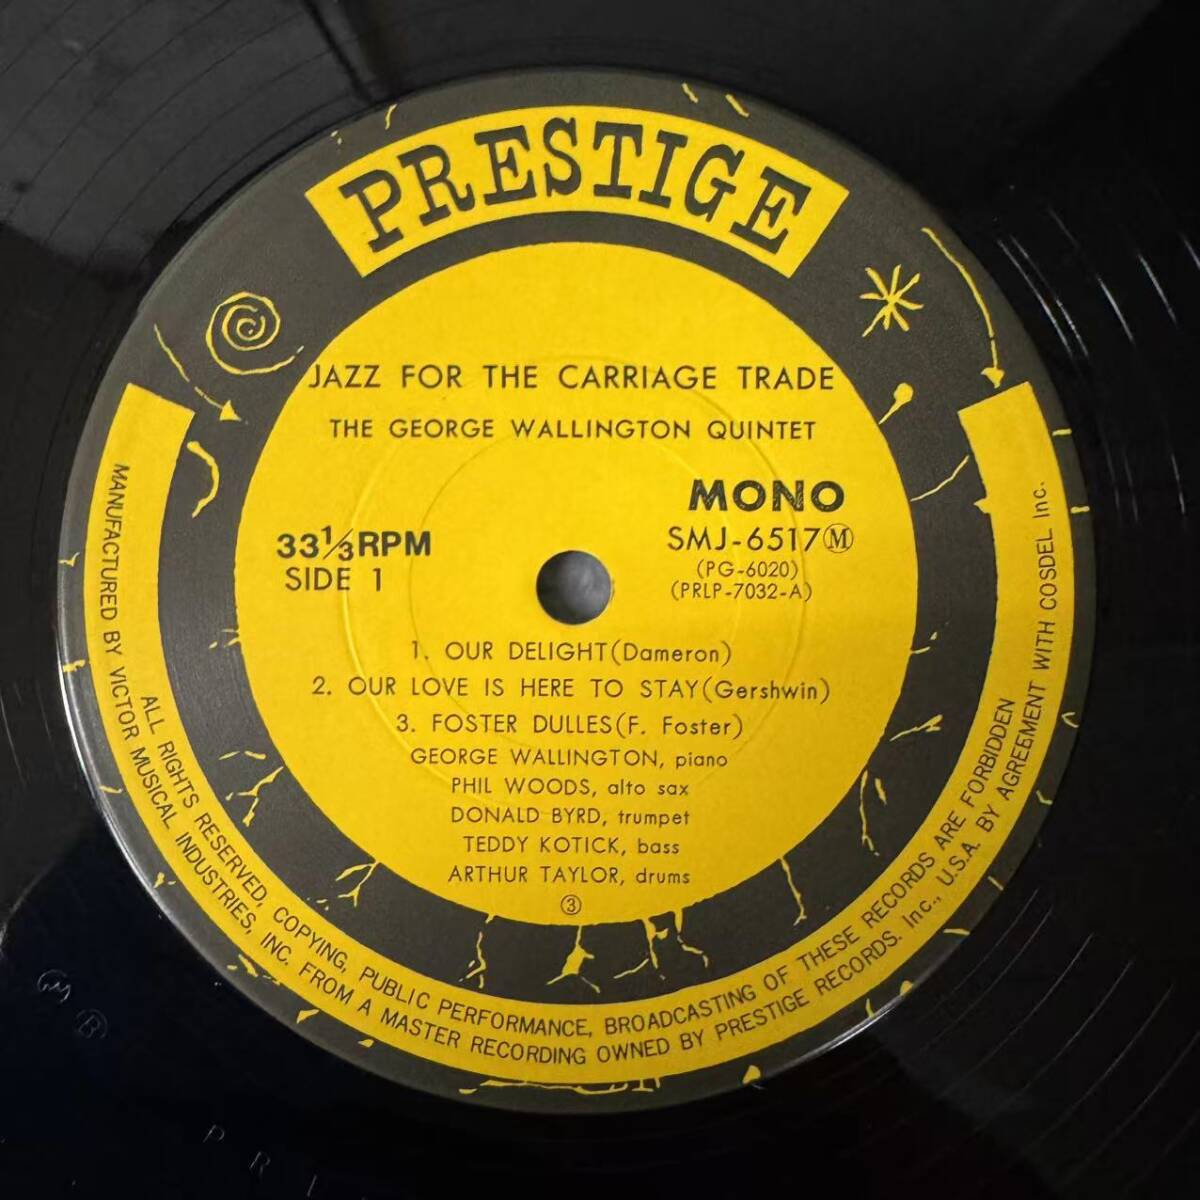 PRESTIGE
JAZZ FOR THE CARRIAGE TRADE
THE GEORGE WALLINGTON QUINTET
MONO
33⅓RPM
SMJ-6517Ⓜ
SIDE 1
(PG-6020)
(PRLP-7032-A)
1. OUR DELIGHT(Dameron)
2. OUR LOVE IS HERE TO STAY(Gershwin)
3. FOSTER DULLES(F. Foster)
GEORGE WALLINGTON, piano
PHIL WOODS, alto sax
DONALD BYRD, trumpet
TEDDY KOTICK, bass
ARTHUR TAYLOR, drums
③
ALL RIGHTS RESERVED, COPYING, PUBLIC PERFORMANCE, BROADCASTING OF THESE RECORDS ARE FORBIDDEN
MANUFACTURED BY VICTOR MUSICAL INDUSTRIES, INC. FROM A MASTER RECORDING OWNED BY PRESTIGE RECORDS. Inc., U.S.A. BY AGREEMENT WITH COSDEL Inc.
P R